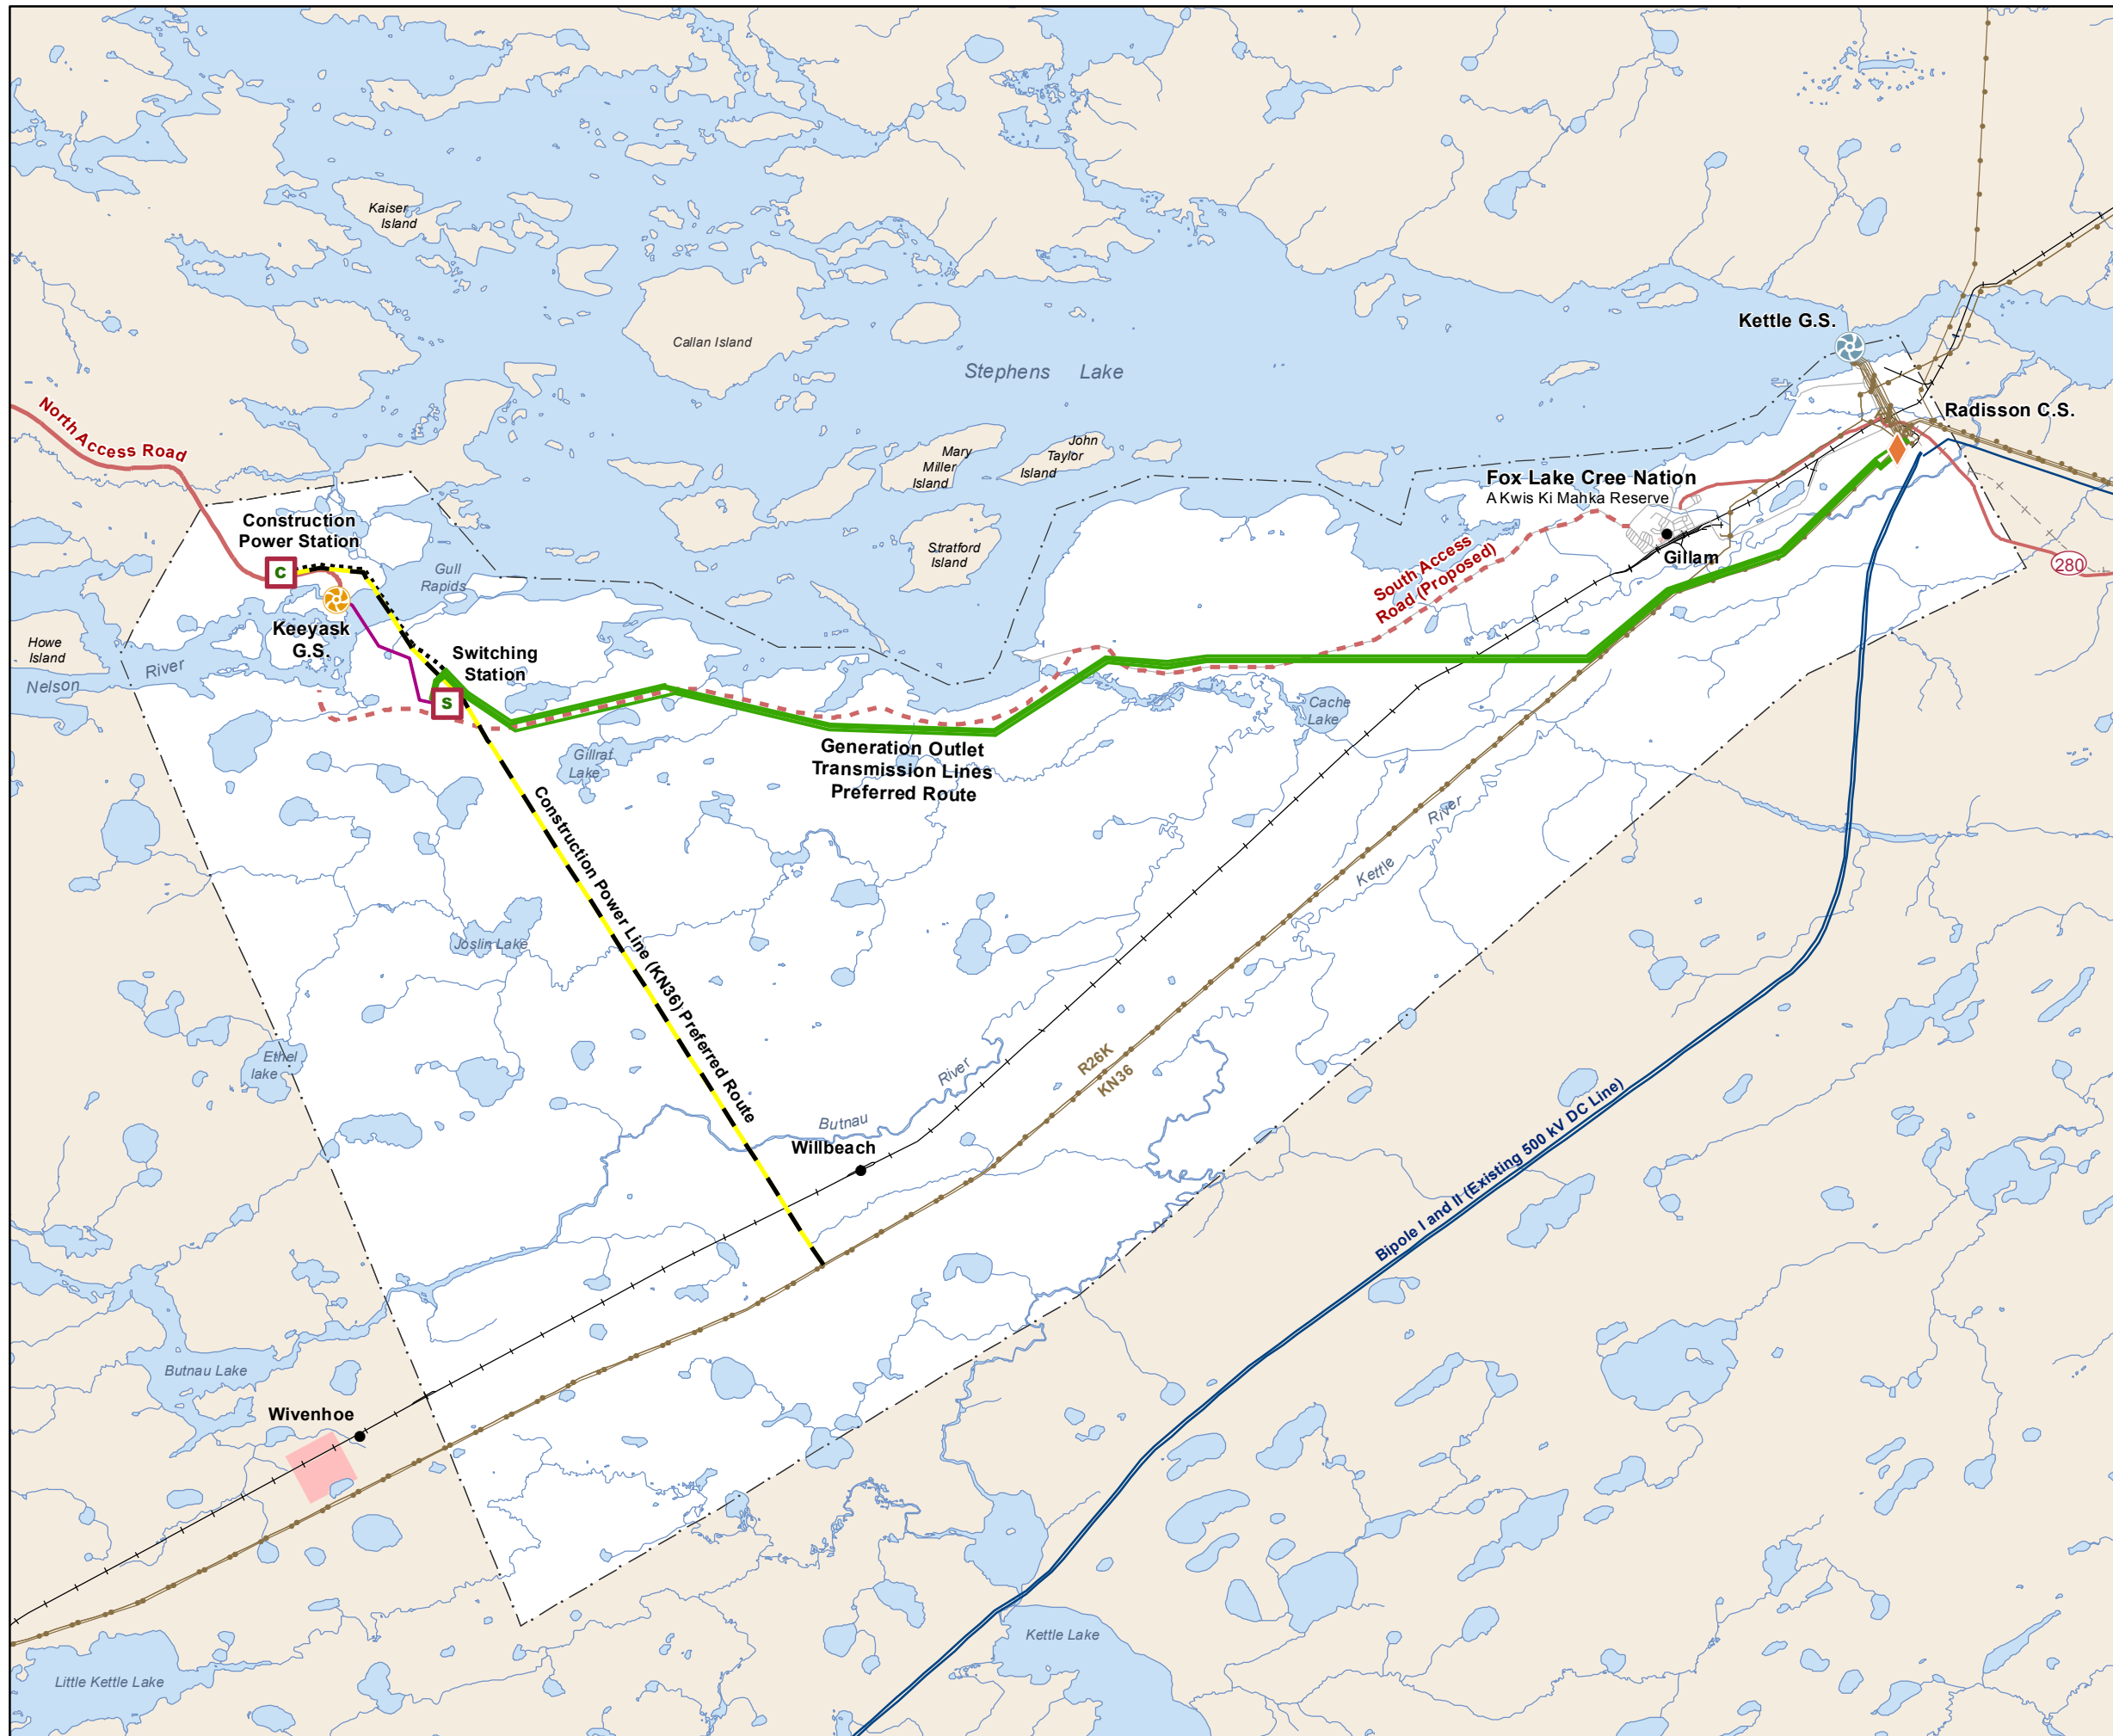 Kaiser
Island
Callan Island
Stephens Lake
Kettle G.S.
Radisson C.S.
North Access Road
Mary
Miller
Island
John
Taylor
Island
Stratford
Island
Fox Lake Cree Nation
A Kwis Ki Mahka Reserve
Gillam
South Access
Road (Proposed)
280
Construction
Power Station
C
Gull
Rapids
Keeyask
G.S.
Howe
Island
Nelson
River
Switching
Station
S
Gillrat
Lake
Cache
Lake
Generation Outlet
Transmission Lines
Preferred Route
Construction Power Line (KN36) Preferred Route
Joslin Lake
Kettle
River
Ethel
lake
R26K
KN36
Butnau
River
Willbeach
Bipole I and II (Existing 500 kV DC Line)
Butnau Lake
Wivenhoe
Kettle Lake
Little Kettle Lake